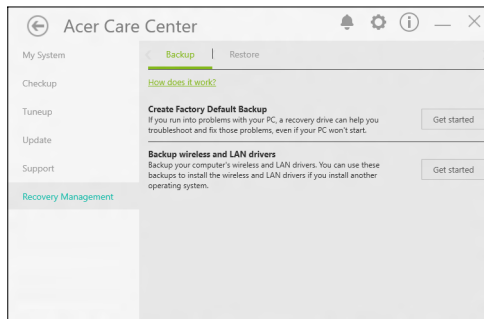 Acer Care Center
My System
Checkup
Tuneup
Update
Support
Recovery Management
Backup
Restore
How does it work?
Create Factory Default Backup
If you run into problems with your PC, a recovery drive can help you
troubleshoot and fix those problems, even if your PC won't start.
Get started
Backup wireless and LAN drivers
Backup your computer's wireless and LAN drivers. You can use these
backups to install the wireless and LAN drivers if you install another
operating system.
Get started